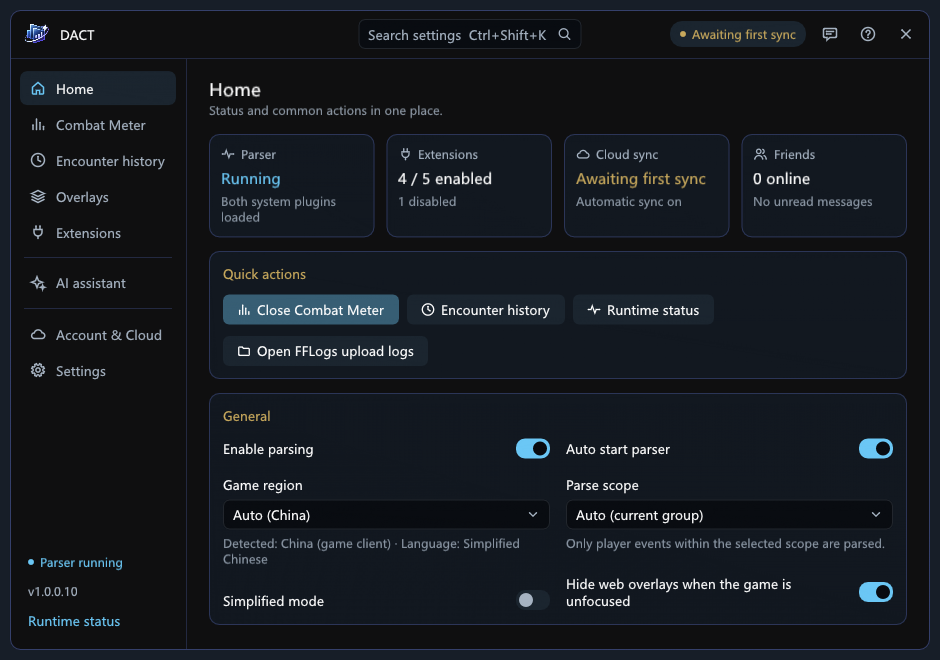 DACT
Search settings Ctrl+Shift+K
Awaiting first sync
Home
Combat Meter
Encounter history
Overlays
Extensions
AI assistant
Account & Cloud
Settings
Parser running
v1.0.0.10
Runtime status
Home
Status and common actions in one place.
Parser
Running
Both system plugins
loaded
Extensions
4 / 5 enabled
1 disabled
Cloud sync
Awaiting first sync
Automatic sync on
Friends
0 online
No unread messages
Quick actions
Close Combat Meter
Encounter history
Runtime status
Open FFLogs upload logs
General
Enable parsing
Auto start parser
Game region
Auto (China)
Detected: China (game client) · Language: Simplified
Chinese
Parse scope
Auto (current group)
Only player events within the selected scope are parsed.
Simplified mode
Hide web overlays when the game is
unfocused